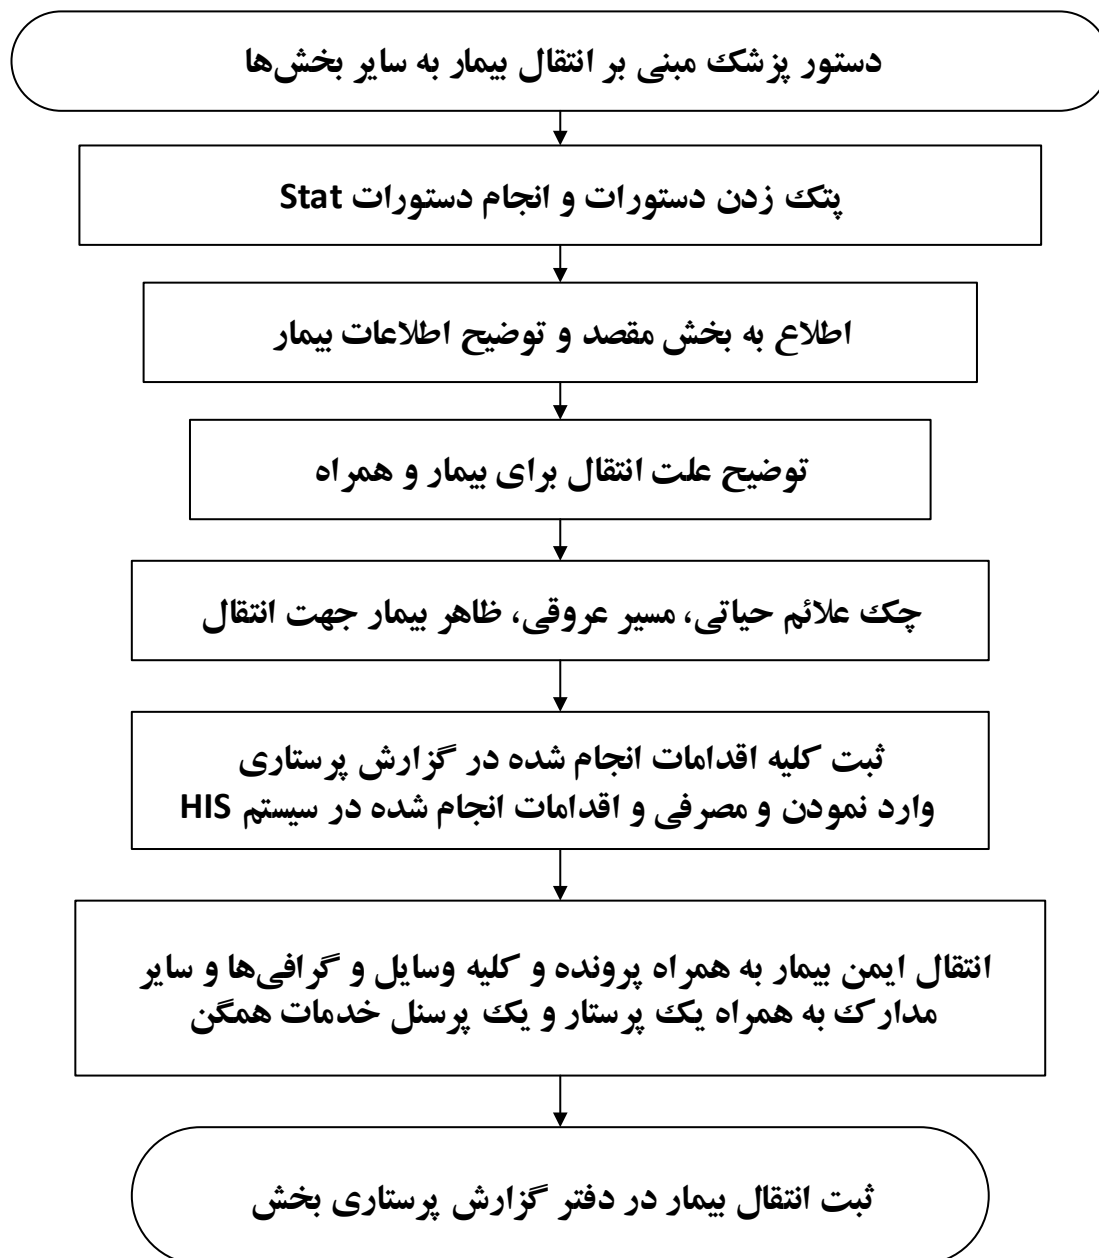 دستور پزشک مبنی بر انتقال بیمار به سایر بخش‌ها
پتک زدن دستورات و انجام دستورات Stat
اطلاع به بخش مقصد و توضیح اطلاعات بیمار
توضیح علت انتقال برای بیمار و همراه
چک علائم حیاتی، مسیر عروقی، ظاهر بیمار جهت انتقال
ثبت کلیه اقدامات انجام شده در گزارش پرستاری
وارد نمودن و مصرفی و اقدامات انجام شده در سیستم HIS
انتقال ایمن بیمار به همراه پرونده و کلیه وسایل و گرافی‌ها و سایر
مدارک به همراه یک پرستار و یک پرسنل خدمات همگن
ثبت انتقال بیمار در دفتر گزارش پرستاری بخش